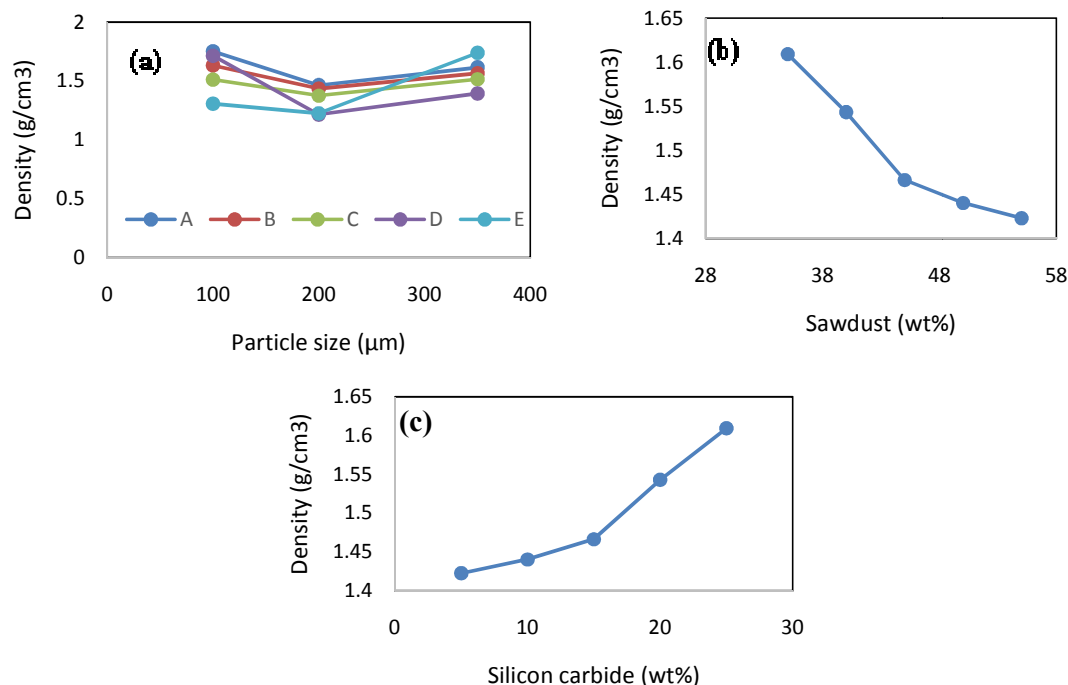 (a)
Density (g/cm3)
2
1.5
1
0.5
0
A B C D E
0 100 200 300 400
Particle size (µm)
(b)
Density (g/cm3)
1.65
1.6
1.55
1.5
1.45
1.4
28 38 48 58
Sawdust (wt%)
(c)
Density (g/cm3)
1.65
1.6
1.55
1.5
1.45
1.4
0 10 20 30
Silicon carbide (wt%)